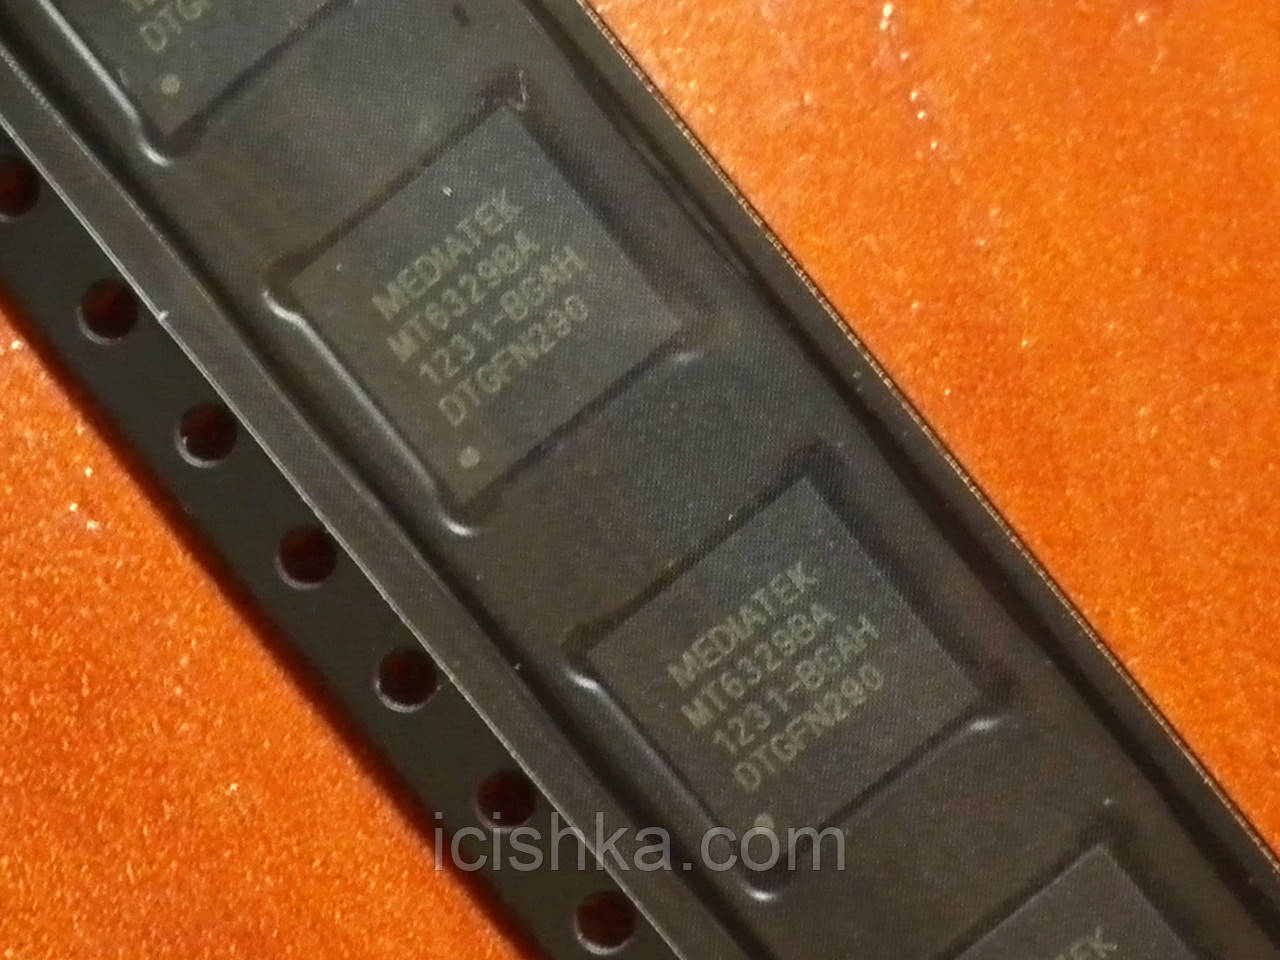 MEDIATEK
MT6329BA
1231-BGAH
DTGFN290
MEDIATEK
MT6329BA
1231-BGAH
DTGFN290
icishka.com